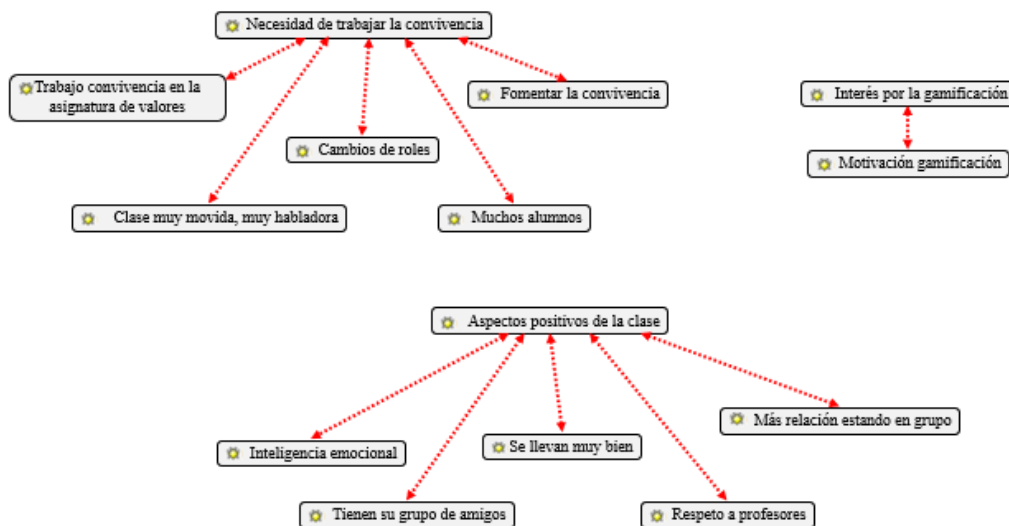 Necesidad de trabajar la convivencia
Trabajo convivencia en la
asignatura de valores
Fomentar la convivencia
Cambios de roles
Clase muy movida, muy habladora
Muchos alumnos
Interés por la gamificación
Motivación gamificación
Aspectos positivos de la clase
Inteligencia emocional
Se llevan muy bien
Más relación estando en grupo
Tienen su grupo de amigos
Respeto a profesores